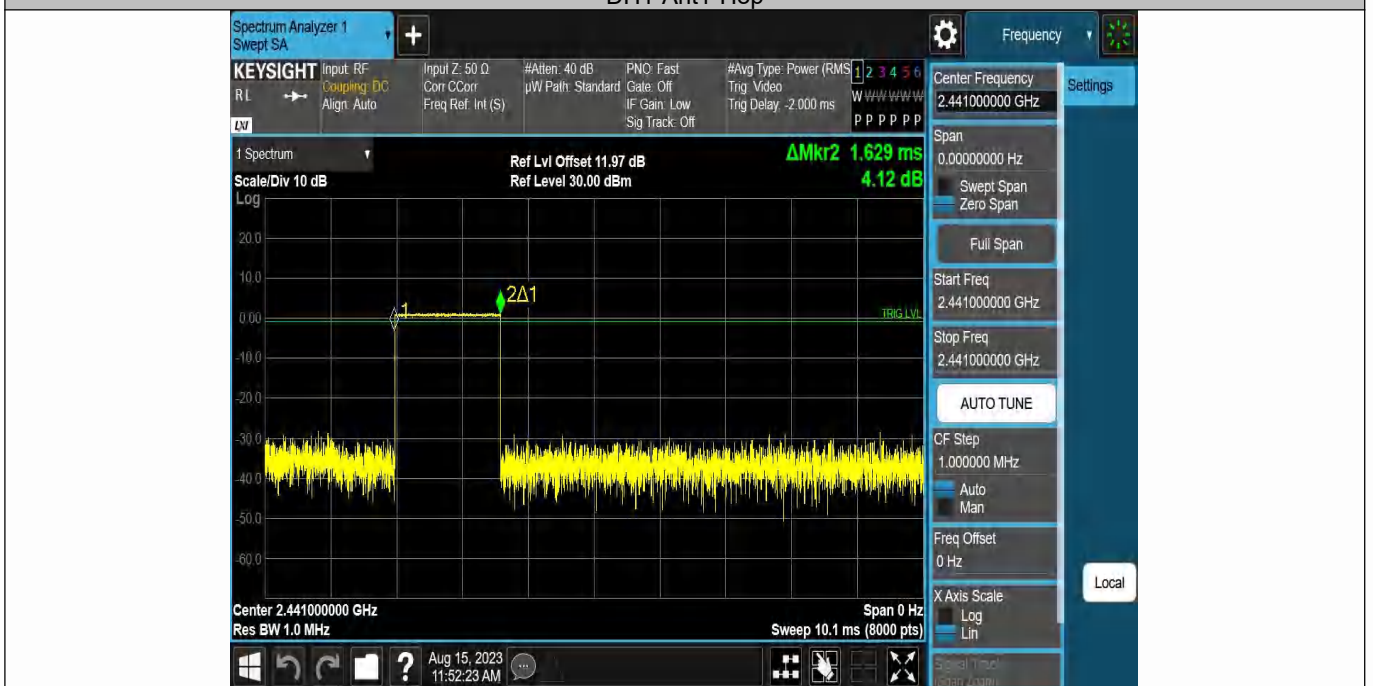 Spectrum Analyzer 1
Swept SA
+
Frequency
KEYSIGHT
RL
LXI
Input: RF
Coupling: DC
Align: Auto
Input Z: 50 Ω
Corr CCorr
Freq Ref: Int (S)
#Atten: 40 dB
µW Path: Standard
PNO: Fast
Gate: Off
IF Gain: Low
Sig Track: Off
#Avg Type: Power (RMS
Trig: Video
Trig Delay: -2.000 ms
1 2 3 4 5 6
W W W W W W
P P P P P P
1 Spectrum
Scale/Div 10 dB
Log
Ref Lvl Offset 11.97 dB
Ref Level 30.00 dBm
ΔMkr2 1.629 ms
4.12 dB
20.0
10.0
0.00
-10.0
-20.0
-30.0
-40.0
-50.0
-60.0
1
2Δ1
TRIG LVL
Center 2.441000000 GHz
Res BW 1.0 MHz
Span 0 Hz
Sweep 10.1 ms (8000 pts)
Center Frequency
2.441000000 GHz
Settings
Span
0.00000000 Hz
Swept Span
Zero Span
Full Span
Start Freq
2.441000000 GHz
Stop Freq
2.441000000 GHz
AUTO TUNE
CF Step
1.000000 MHz
Auto
Man
Freq Offset
0 Hz
X Axis Scale
Log
Lin
Local
?
Aug 15, 2023
11:52:23 AM